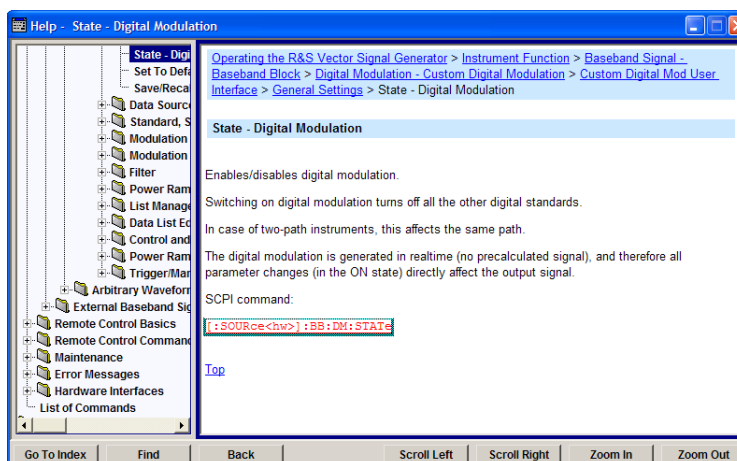 Help - State - Digital Modulation
State - Digi
Set To Defa
Save/Recal
Data Source
Standard, S
Modulation
Modulation
Filter
Power Ram
List Manage
Data List Ed
Control and
Power Ram
Trigger/Mar
Arbitrary Waveform
External Baseband Sig
Remote Control Basics
Remote Control Command
Maintenance
Error Messages
Hardware Interfaces
List of Commands
Operating the R&S Vector Signal Generator > Instrument Function > Baseband Signal -
Baseband Block > Digital Modulation - Custom Digital Modulation > Custom Digital Mod User
Interface > General Settings > State - Digital Modulation
State - Digital Modulation
Enables/disables digital modulation.
Switching on digital modulation turns off all the other digital standards.
In case of two-path instruments, this affects the same path.
The digital modulation is generated in realtime (no precalculated signal), and therefore all
parameter changes (in the ON state) directly affect the output signal.
SCPI command:
[:SOURce<hw>]:BB:DM:STATe
Top
Go To Index Find Back Scroll Left Scroll Right Zoom In Zoom Out